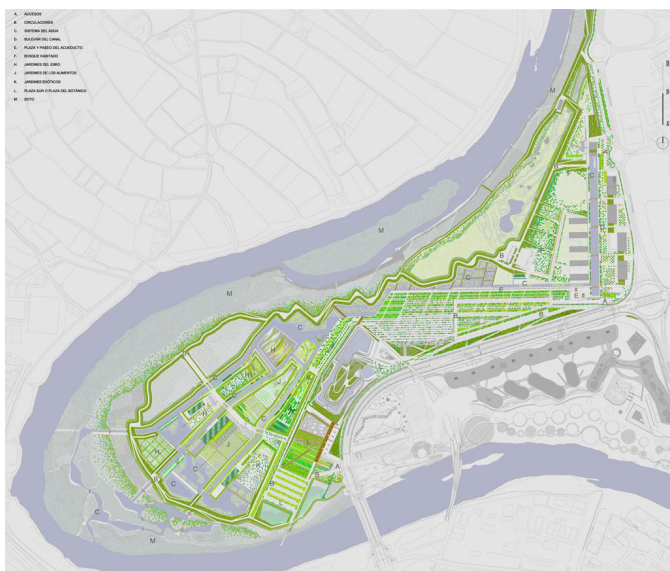 A. ACCESOS
B. CIRCULACIONES
C. SISTEMA DEL AGUA
D. BULEVAR DEL CANAL
E. PLAZA Y PASEO DEL ACUEDUCTO
F. BOSQUE HABITADO
H. JARDINES DEL EBRO
J. JARDINES DE LOS ALIMENTOS
K. JARDINES EXÓTICOS
L. PLAZA SUR O PLAZA DEL BOTÁNICO
M. SOTO
M
A
B
C
M
B
C
M
C
E
E
A
B
B
C
H
J
C
H
H
J
C
K
H
C
B
A
B
C
M